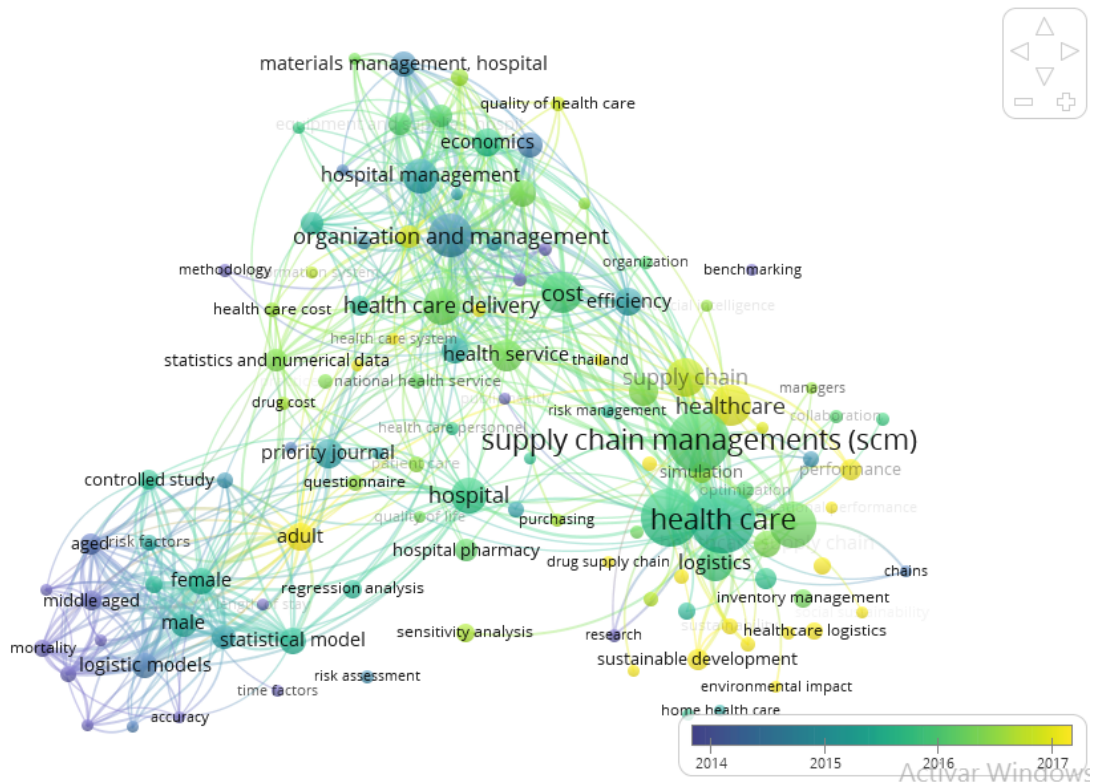 materials management, hospital
quality of health care
economics
hospital management
organization and management
organization
methodology
benchmarking
health care cost
health care delivery
cost
efficiency
health care system
statistics and numerical data
health service
thailand
supply chain
national health service
managers
drug cost
risk management
healthcare
collaboration
health care personnel
supply chain managements (scm)
priority journal
patient care
simulation
performance
controlled study
questionnaire
optimization
hospital
quality of life
purchasing
health care
adult
aged
risk factors
hospital pharmacy
drug supply chain
logistics
chains
female
regression analysis
middle aged
length of stay
inventory management
social sustainability
male
sensitivity analysis
research
healthcare logistics
statistical model
mortality
logistic models
sustainable development
risk assessment
time factors
environmental impact
accuracy
home health care
2014
2015
2016
2017
Activar Windows